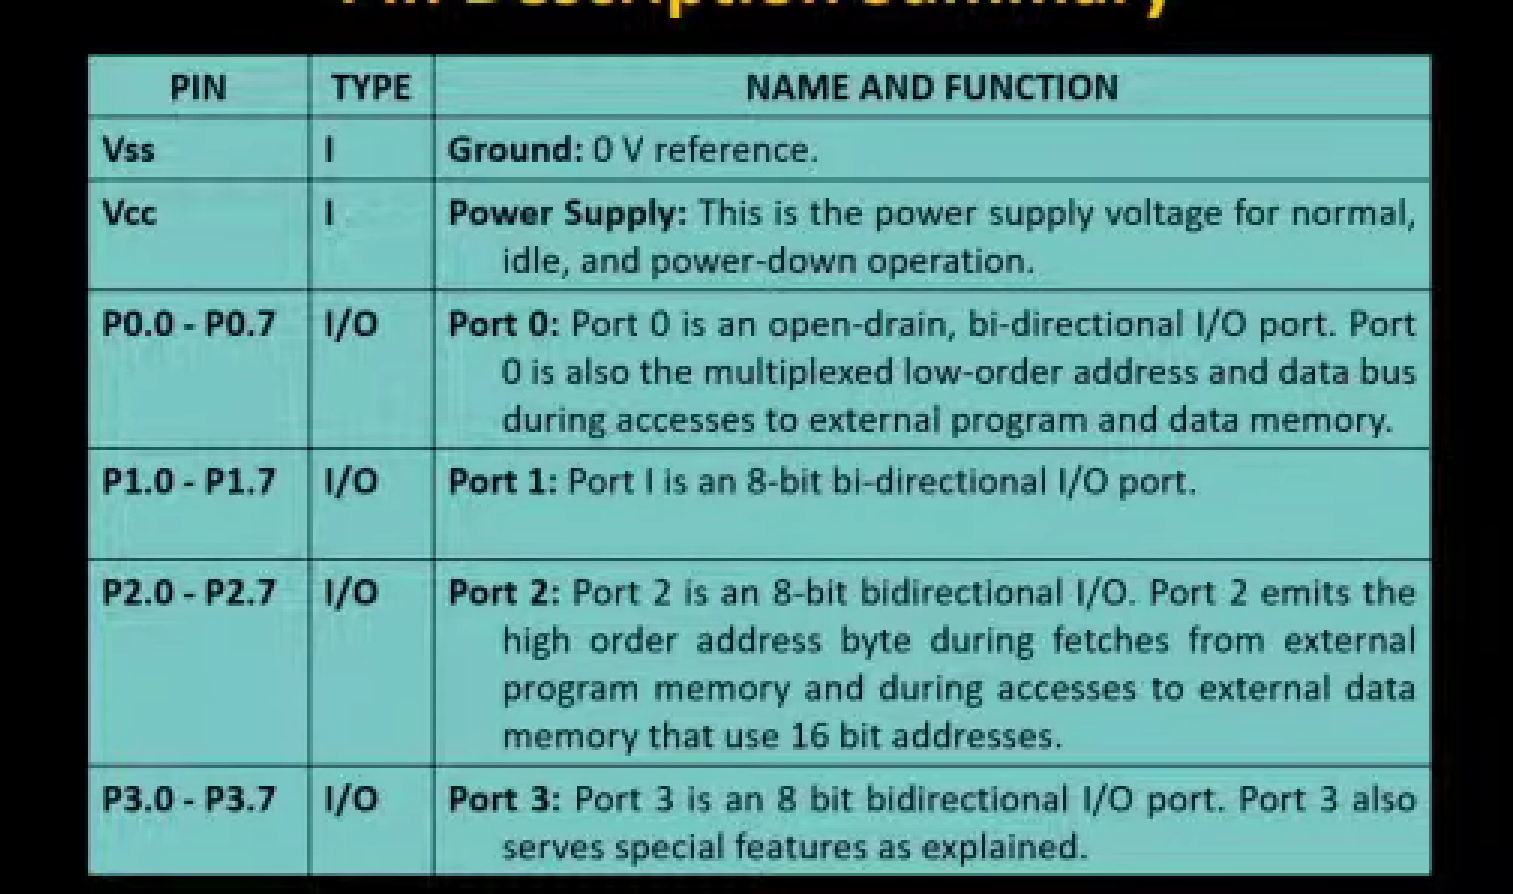 Pin Description Summary
PIN TYPE NAME AND FUNCTION
Vss I Ground: 0 V reference.
Vcc I Power Supply: This is the power supply voltage for normal,
idle, and power-down operation.
P0.0 - P0.7 I/O Port 0: Port 0 is an open-drain, bi-directional I/O port. Port
0 is also the multiplexed low-order address and data bus
during accesses to external program and data memory.
P1.0 - P1.7 I/O Port 1: Port I is an 8-bit bi-directional I/O port.
P2.0 - P2.7 I/O Port 2: Port 2 is an 8-bit bidirectional I/O. Port 2 emits the
high order address byte during fetches from external
program memory and during accesses to external data
memory that use 16 bit addresses.
P3.0 - P3.7 I/O Port 3: Port 3 is an 8 bit bidirectional I/O port. Port 3 also
serves special features as explained.